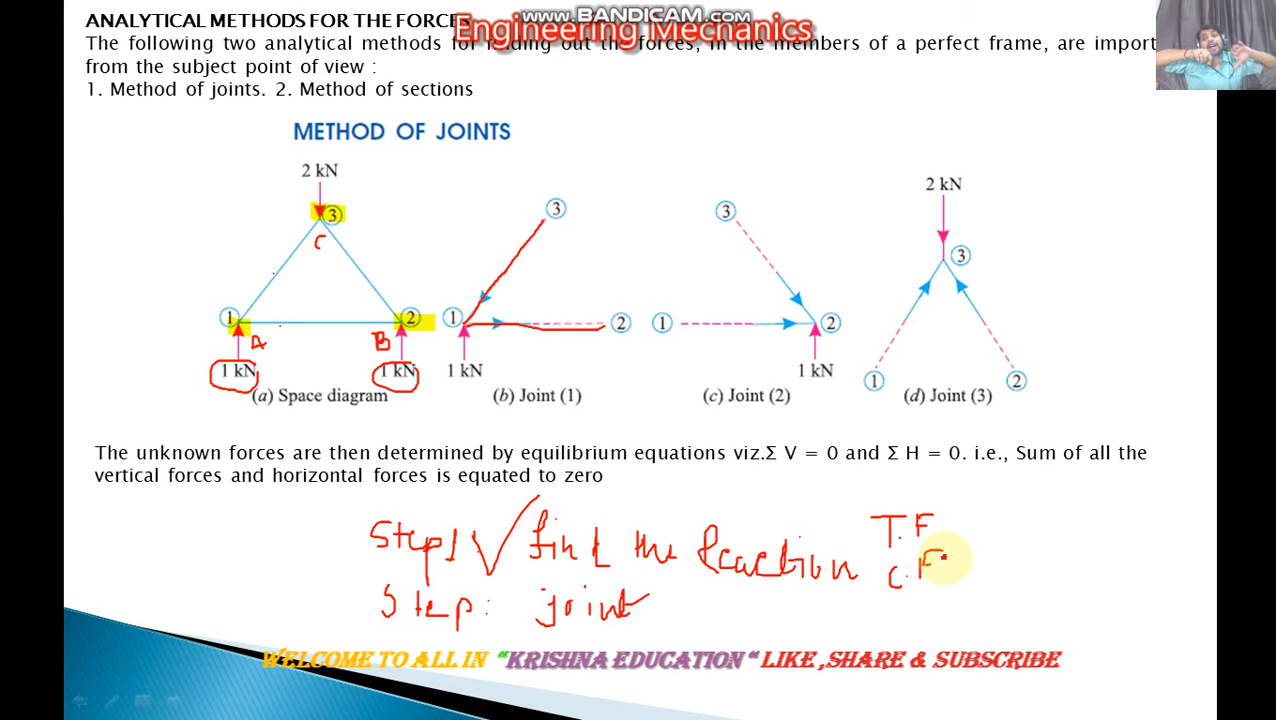 ANALYTICAL METHODS FOR THE FORCES
www.BANDICAM.com
Engineering Mechanics
The following two analytical methods for finding out the forces, in the members of a perfect frame, are import
from the subject point of view :
1. Method of joints. 2. Method of sections
METHOD OF JOINTS
2 kN
2 kN
3
3
3
C
3
1
2
1
2
1
2
A
B
1 kN
1 kN
1 kN
1 kN
1
2
(a) Space diagram
(b) Joint (1)
(c) Joint (2)
(d) Joint (3)
The unknown forces are then determined by equilibrium equations viz.Σ V = 0 and Σ H = 0. i.e., Sum of all the
vertical forces and horizontal forces is equated to zero
Step1 √ find the Reaction T.F
C.F
Step: joint
WELCOME TO ALL IN "KRISHNA EDUCATION" LIKE ,SHARE & SUBSCRIBE